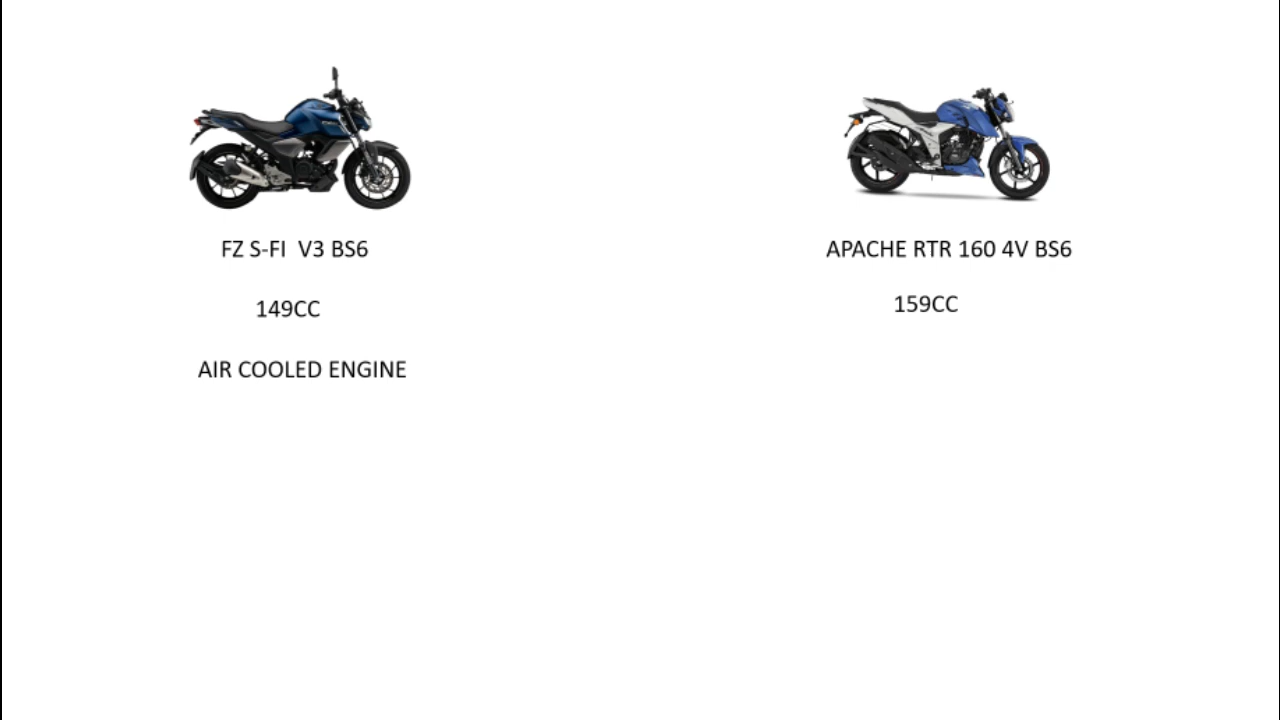 FZ S-FI  V3 BS6
149CC
AIR COOLED ENGINE
APACHE RTR 160 4V BS6
159CC